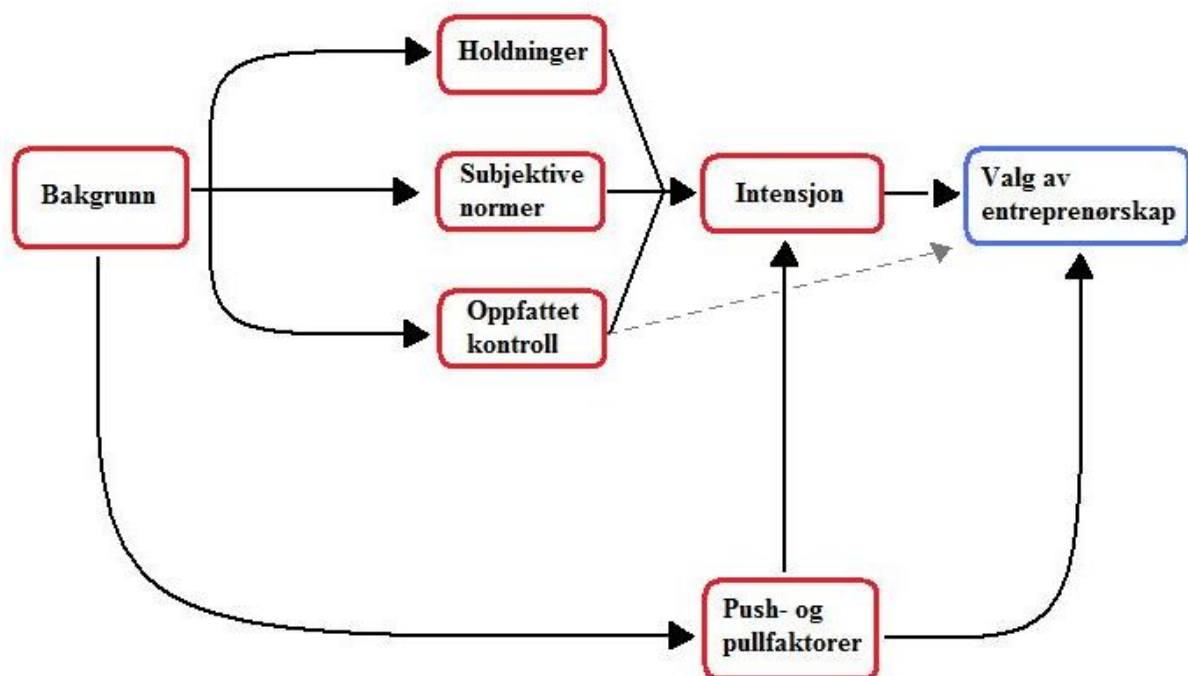 Holdninger
Bakgrunn
Subjektive
normer
Intensjon
Valg av
entreprenørskap
Oppfattet
kontroll
Push- og
pullfaktorer